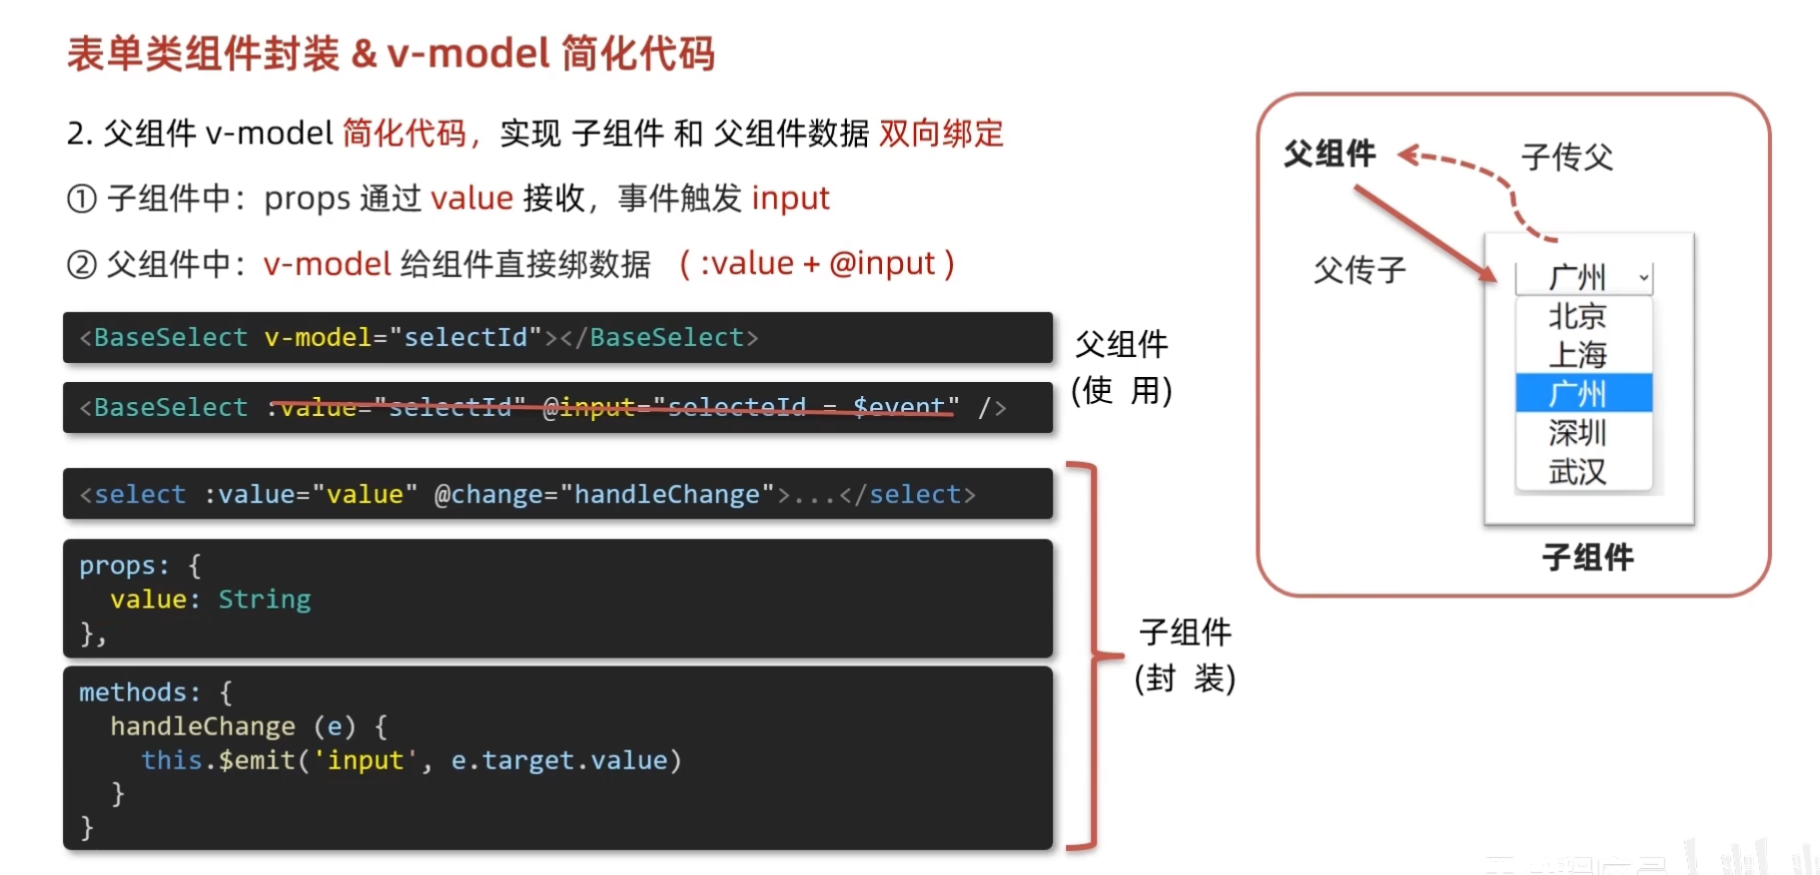 表单类组件封装 & v-model 简化代码
2. 父组件 v-model 简化代码，实现 子组件 和 父组件数据 双向绑定
① 子组件中：props 通过 value 接收，事件触发 input
② 父组件中：v-model 给组件直接绑数据 （ :value + @input ）
<BaseSelect v-model="selectId"></BaseSelect>
<BaseSelect :value="selectId" @input="selecteId = $event" />
父组件
(使 用)
<select :value="value" @change="handleChange">...</select>
props: {
  value: String
},
methods: {
  handleChange (e) {
    this.$emit('input', e.target.value)
  }
}
子组件
(封 装)
父组件
子传父
父传子
广州
北京
上海
广州
深圳
武汉
子组件